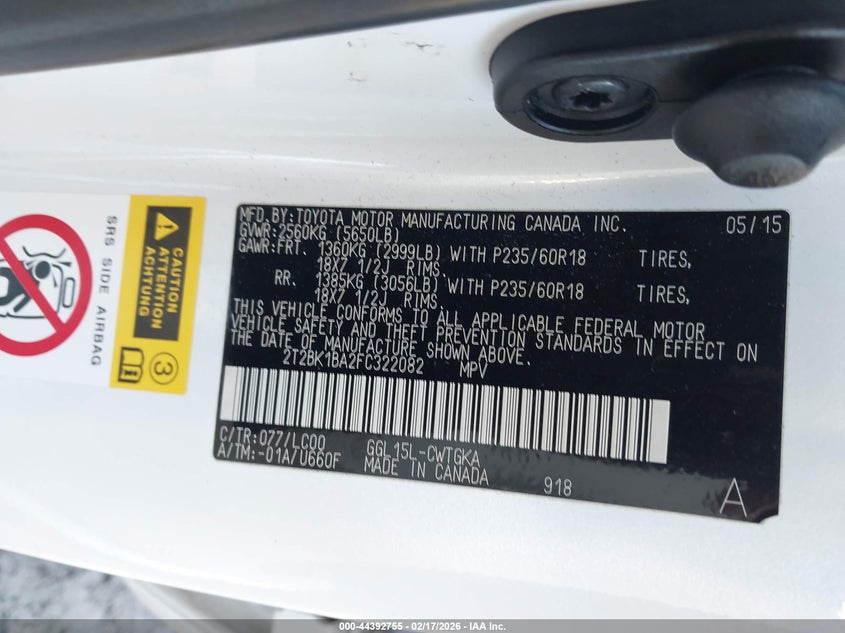 MFD.BY:TOYOTA MOTOR MANUFACTURING CANADA INC. 05/15
GVWR:2560KG (5650LB)
GAWR:FRT. 1360KG (2999LB) WITH P235/60R18 TIRES,
18X7 1/2J RIMS.
RR. 1385KG (3056LB) WITH P235/60R18 TIRES,
18X7 1/2J RIMS.
THIS VEHICLE CONFORMS TO ALL APPLICABLE FEDERAL MOTOR
VEHICLE SAFETY AND THEFT PREVENTION STANDARDS IN EFFECT ON
THE DATE OF MANUFACTURE SHOWN ABOVE.
2T2BK1BA2FC322082 MPV
C/TR:077/LC00 GGL15L-CWTGKA
A/TM:-01A/U660F MADE IN CANADA 918
A
SRS SIDE AIRBAG
CAUTION
ATTENTION
ACHTUNG
3
000-44392755 - 02/17/2026 - IAA Inc.